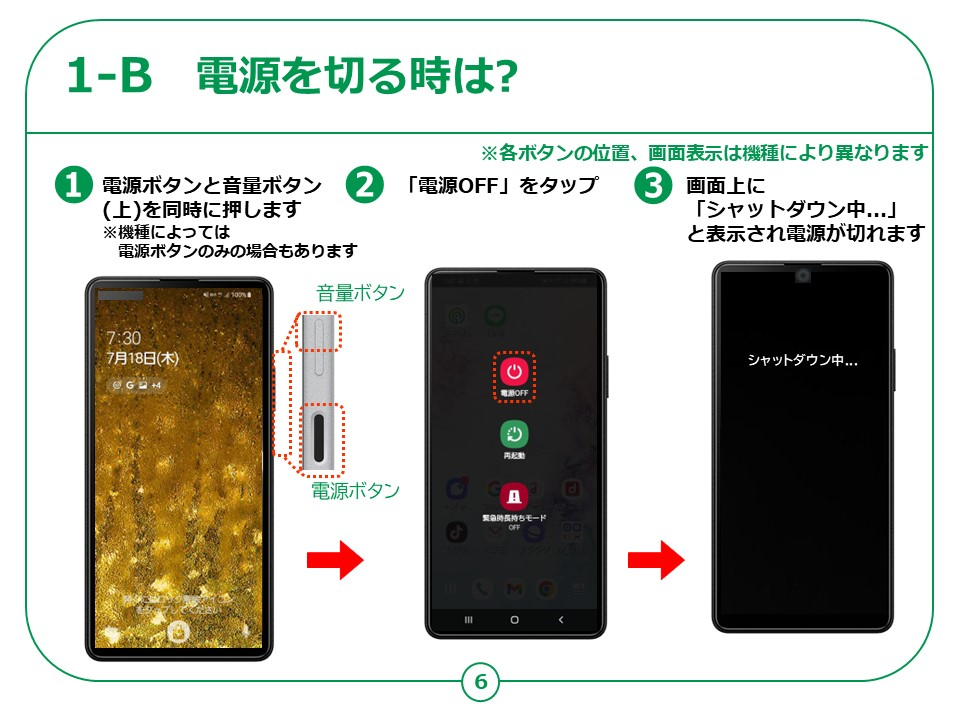 1-B 電源を切る時は?
※各ボタンの位置、画面表示は機種により異なります
1 電源ボタンと音量ボタン
(上)を同時に押します
※機種によっては
電源ボタンのみの場合もあります
音量ボタン
電源ボタン
100%
7:30
7月18日(木)
+4
2 「電源OFF」をタップ
電源OFF
再起動
緊急時長持ちモード
OFF
3 画面上に
「シャットダウン中…」
と表示され電源が切れます
シャットダウン中...
6